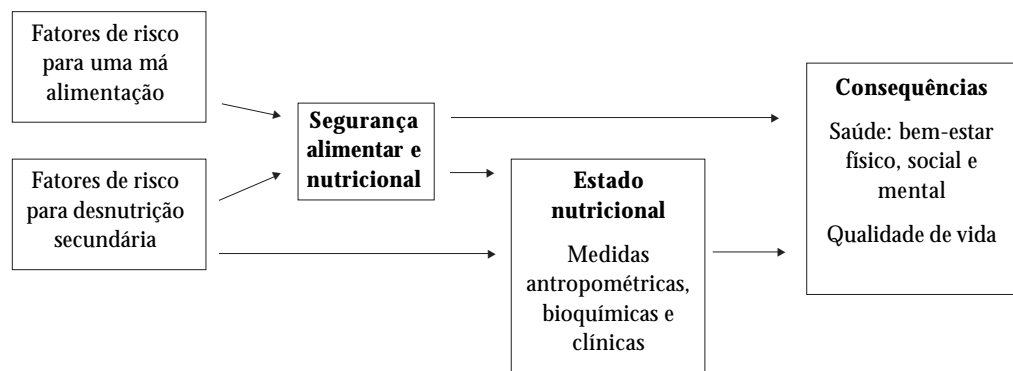 Fatores de risco
para uma má
alimentação
Fatores de risco
para desnutrição
secundária
Segurança
alimentar e
nutricional
Estado
nutricional
Medidas
antropométricas,
bioquímicas e
clínicas
Consequências
Saúde: bem-estar
físico, social e
mental
Qualidade de vida